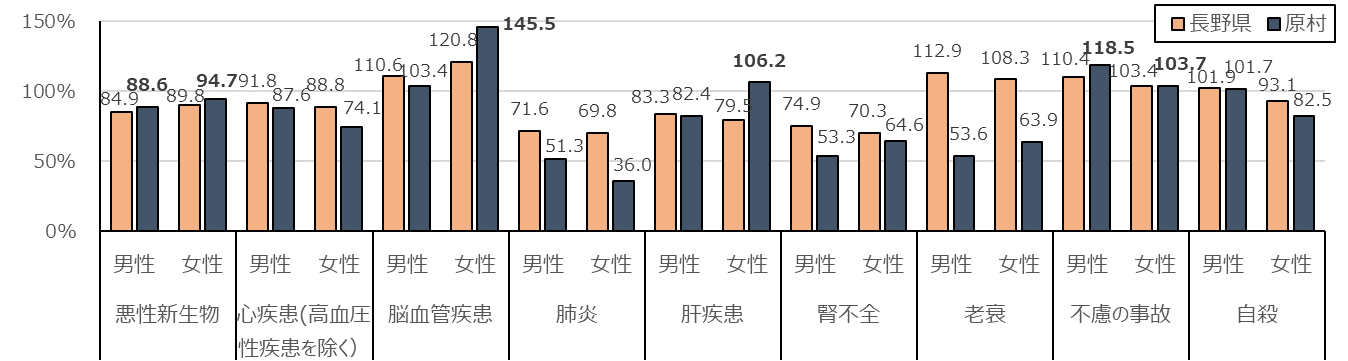 150%
100%
50%
0%
長野県 原村
84.9 88.6 89.8 94.7 91.8 87.6 88.8 74.1 110.6 103.4 120.8 145.5 71.6 51.3 69.8 36.0 83.3 82.4 79.5 106.2 74.9 53.3 70.3 64.6 112.9 53.6 108.3 63.9 110.4 118.5 103.4 103.7 101.9 101.7 93.1 82.5
男性 女性 男性 女性 男性 女性 男性 女性 男性 女性 男性 女性 男性 女性 男性 女性 男性 女性
悪性新生物 心疾患(高血圧 脳血管疾患 肺炎 肝疾患 腎不全 老衰 不慮の事故 自殺
性疾患を除く）